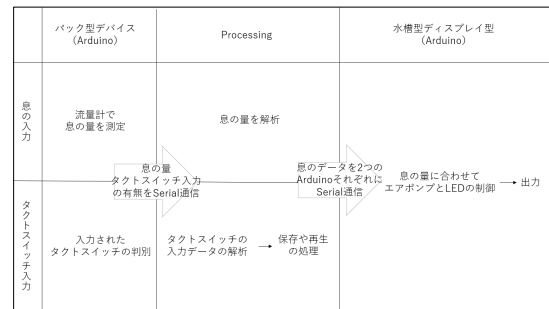 パック型デバイス
（Arduino）
Processing
水槽型ディスプレイ型
（Arduino）
息の入力
流量計で
息の量を測定
息の量を解析
息の量
タクトスイッチ入力
の有無をSerial通信
息のデータを2つの
Arduinoそれぞれに
Serial通信
息の量に合わせて
エアポンプとLEDの制御
出力
タクトスイッチ入力
入力された
タクトスイッチの判別
タクトスイッチの
入力データの解析
保存や再生
の処理